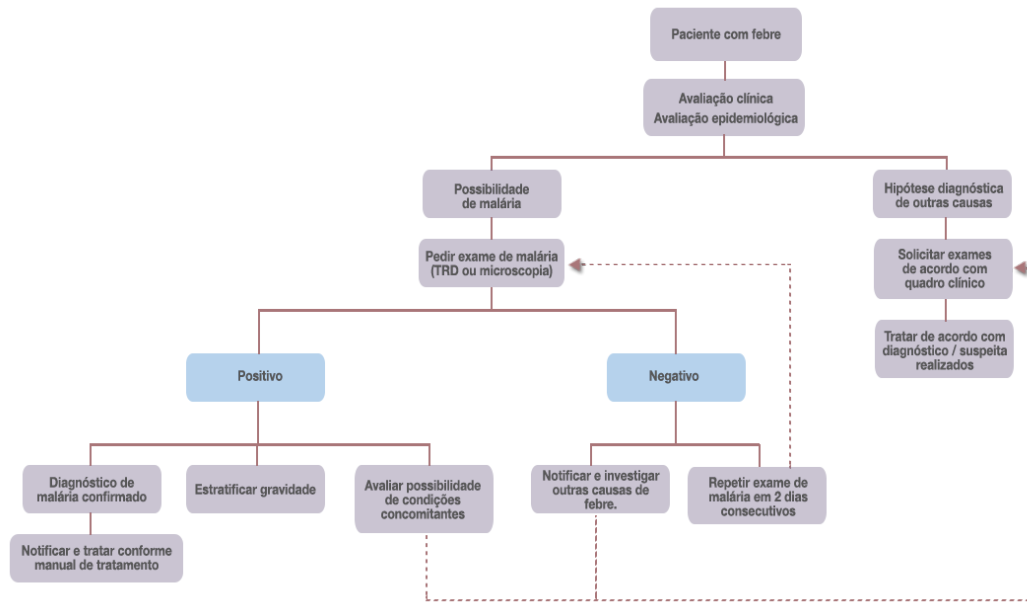 Paciente com febre
Avaliação clínica
Avaliação epidemiológica
Possibilidade
de malária
Hipótese diagnóstica
de outras causas
Pedir exame de malária
(TRD ou microscopia)
Solicitar exames
de acordo com
quadro clínico
Tratar de acordo com
diagnóstico / suspeita
realizados
Positivo
Negativo
Diagnóstico de
malária confirmado
Estratificar gravidade
Avaliar possibilidade
de condições
concomitantes
Notificar e investigar
outras causas de
febre.
Repetir exame de
malária em 2 dias
consecutivos
Notificar e tratar conforme
manual de tratamento